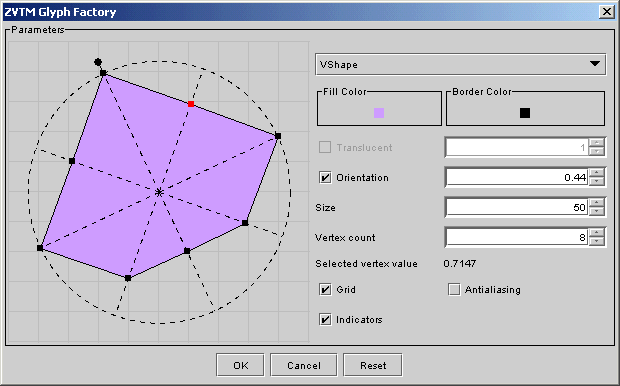 ZVTM Glyph Factory
Parameters
VShape
Fill Color
Border Color
Translucent
1
Orientation
0.44
Size
50
Vertex count
8
Selected vertex value 0.7147
Grid
Antialiasing
Indicators
OK
Cancel
Reset